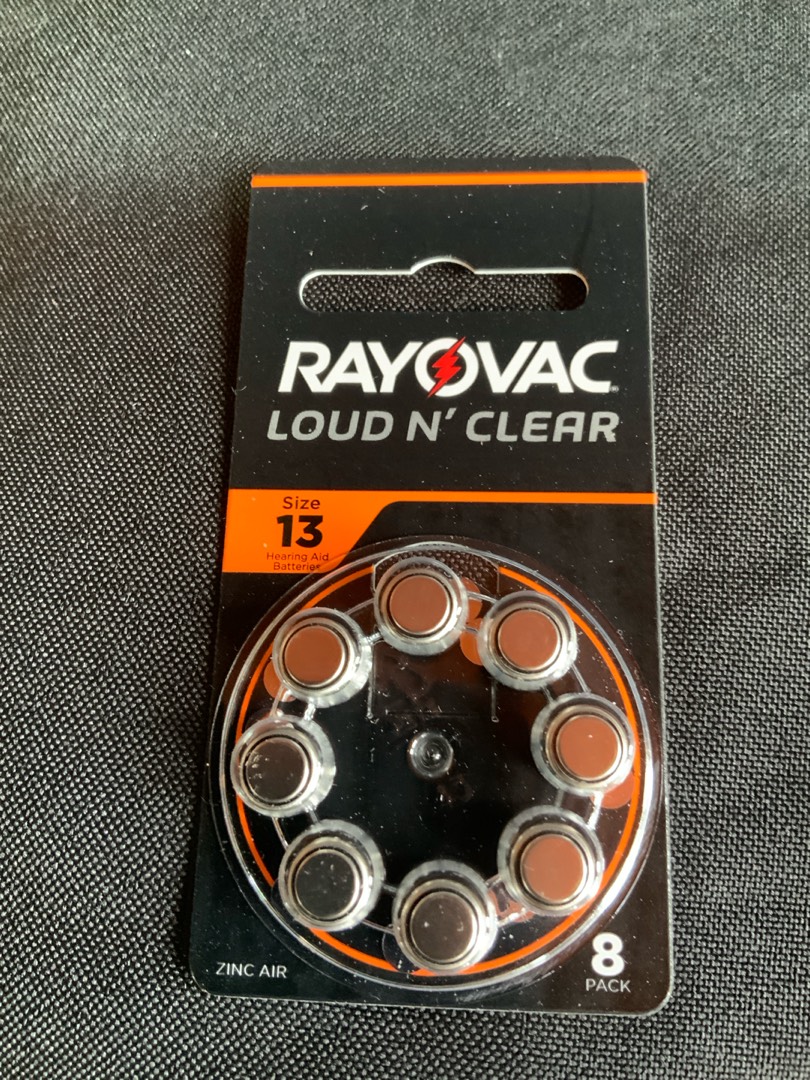 RAYOVAC
LOUD N' CLEAR
Size
13
Hearing Aid
Batteries
ZINC AIR
8
PACK